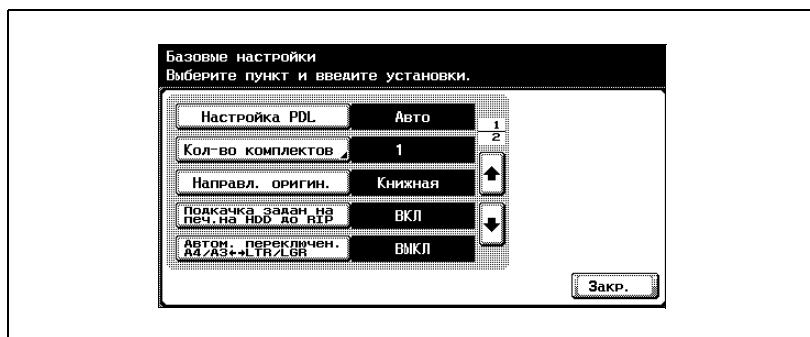 Базовые настройки
Выберите пункт и введите установки.
Настройка PDL Авто
1
2
Кол-во комплектов 1
Направл. оригин. Книжная
Подкачка задан на
печ.на HDD до RIP ВКЛ
Автом. переключен.
A4/A3↔LTR/LGR ВЫКЛ
Закр.